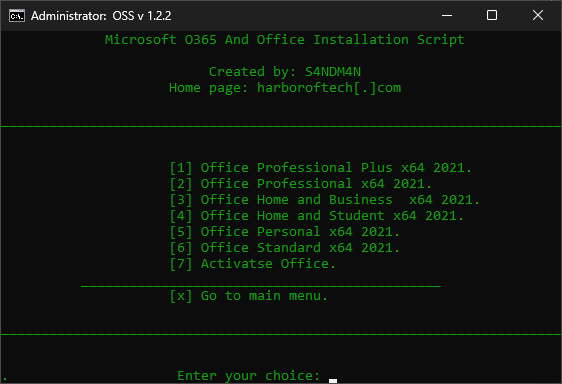 Administrator:  OSS v 1.2.2
Microsoft O365 And Office Installation Script
Created by: S4NDM4N
Home page: harboroftech[.]com
[1] Office Professional Plus x64 2021.
[2] Office Professional x64 2021.
[3] Office Home and Business  x64 2021.
[4] Office Home and Student x64 2021.
[5] Office Personal x64 2021.
[6] Office Standard x64 2021.
[7] Activatse Office.
[x] Go to main menu.
. Enter your choice: